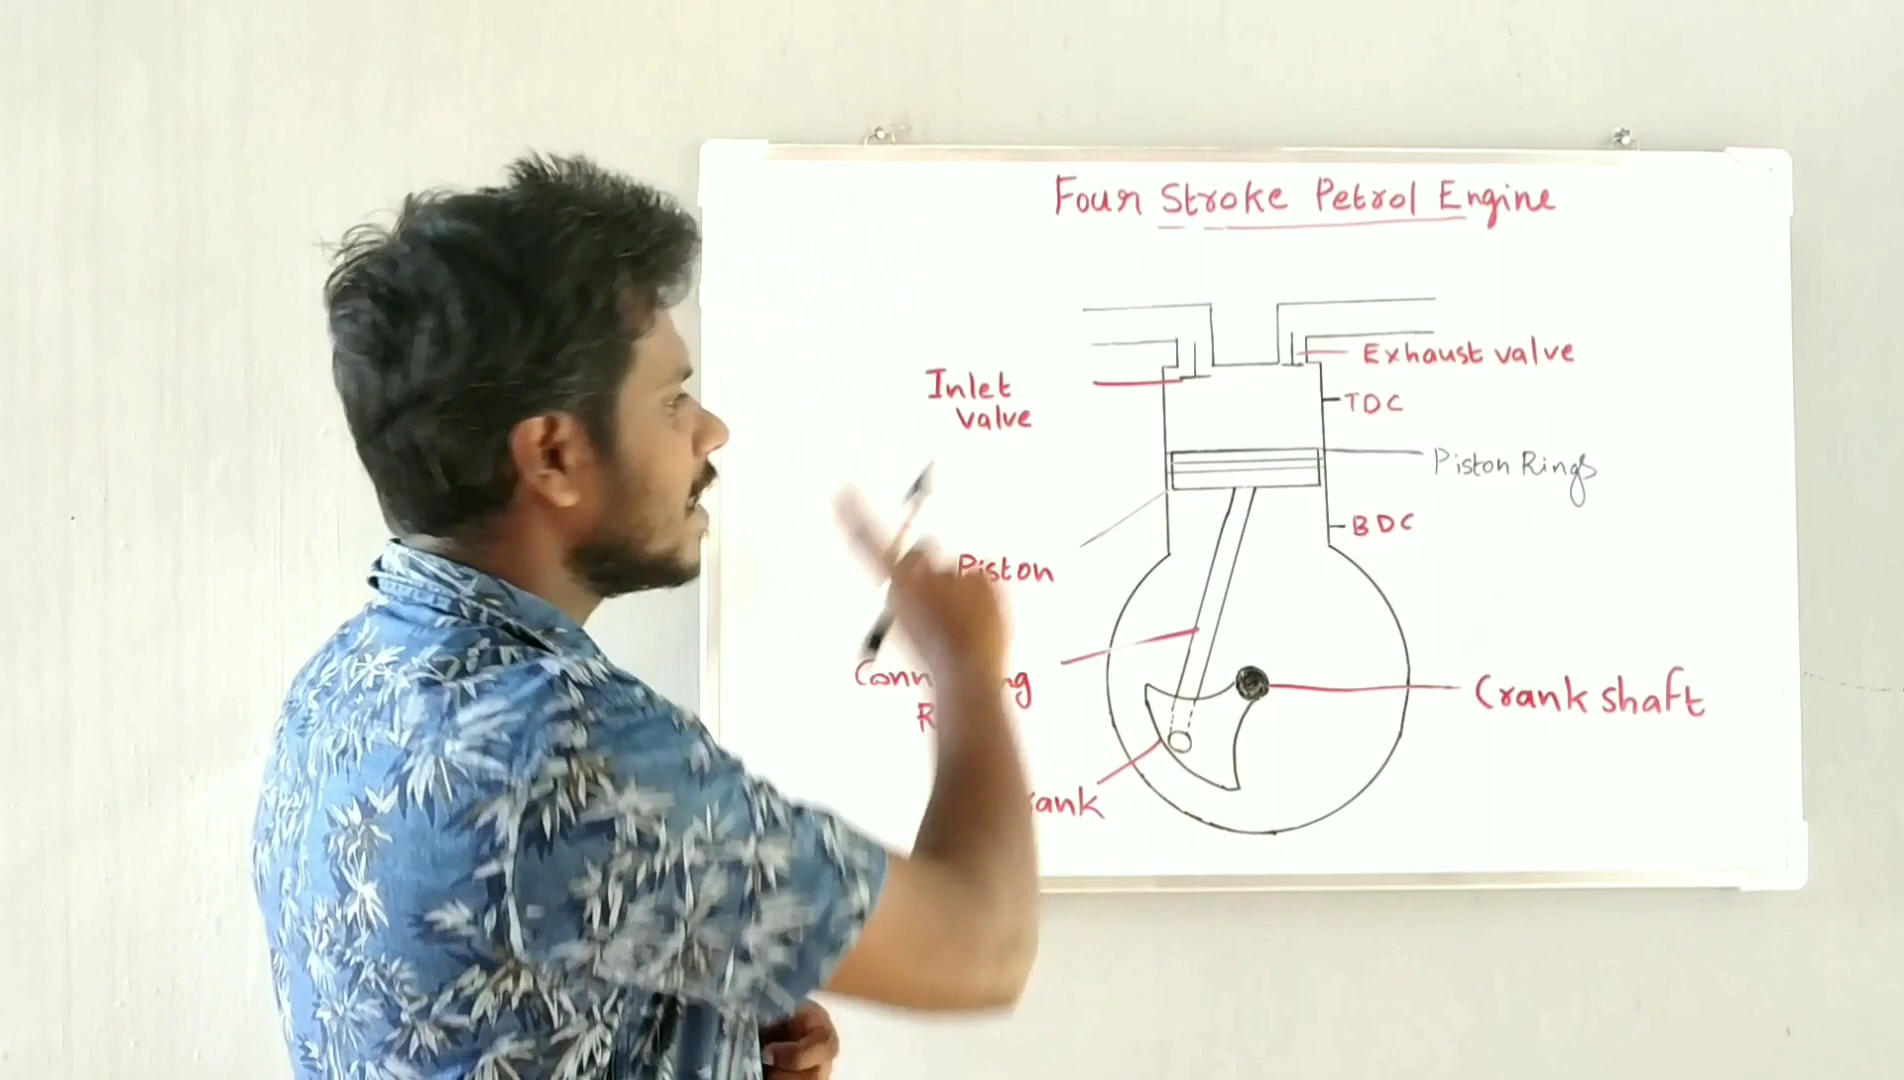 Four Stroke Petrol Engine
Exhaust valve
Inlet
valve
TDC
Piston Rings
BDC
Piston
Crank shaft